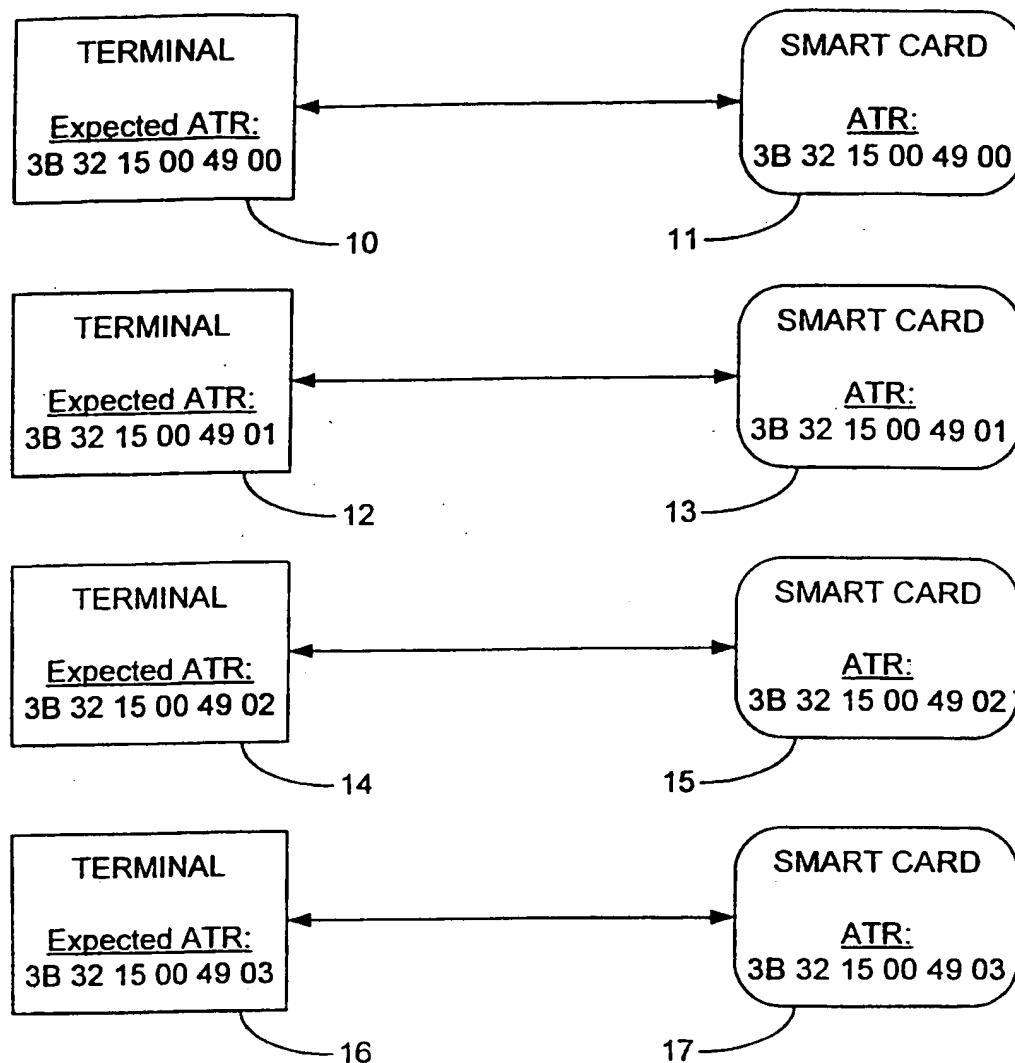 TERMINAL
Expected ATR:
3B 32 15 00 49 00
10
SMART CARD
ATR:
3B 32 15 00 49 00
11
TERMINAL
Expected ATR:
3B 32 15 00 49 01
12
SMART CARD
ATR:
3B 32 15 00 49 01
13
TERMINAL
Expected ATR:
3B 32 15 00 49 02
14
SMART CARD
ATR:
3B 32 15 00 49 02
15
TERMINAL
Expected ATR:
3B 32 15 00 49 03
16
SMART CARD
ATR:
3B 32 15 00 49 03
17